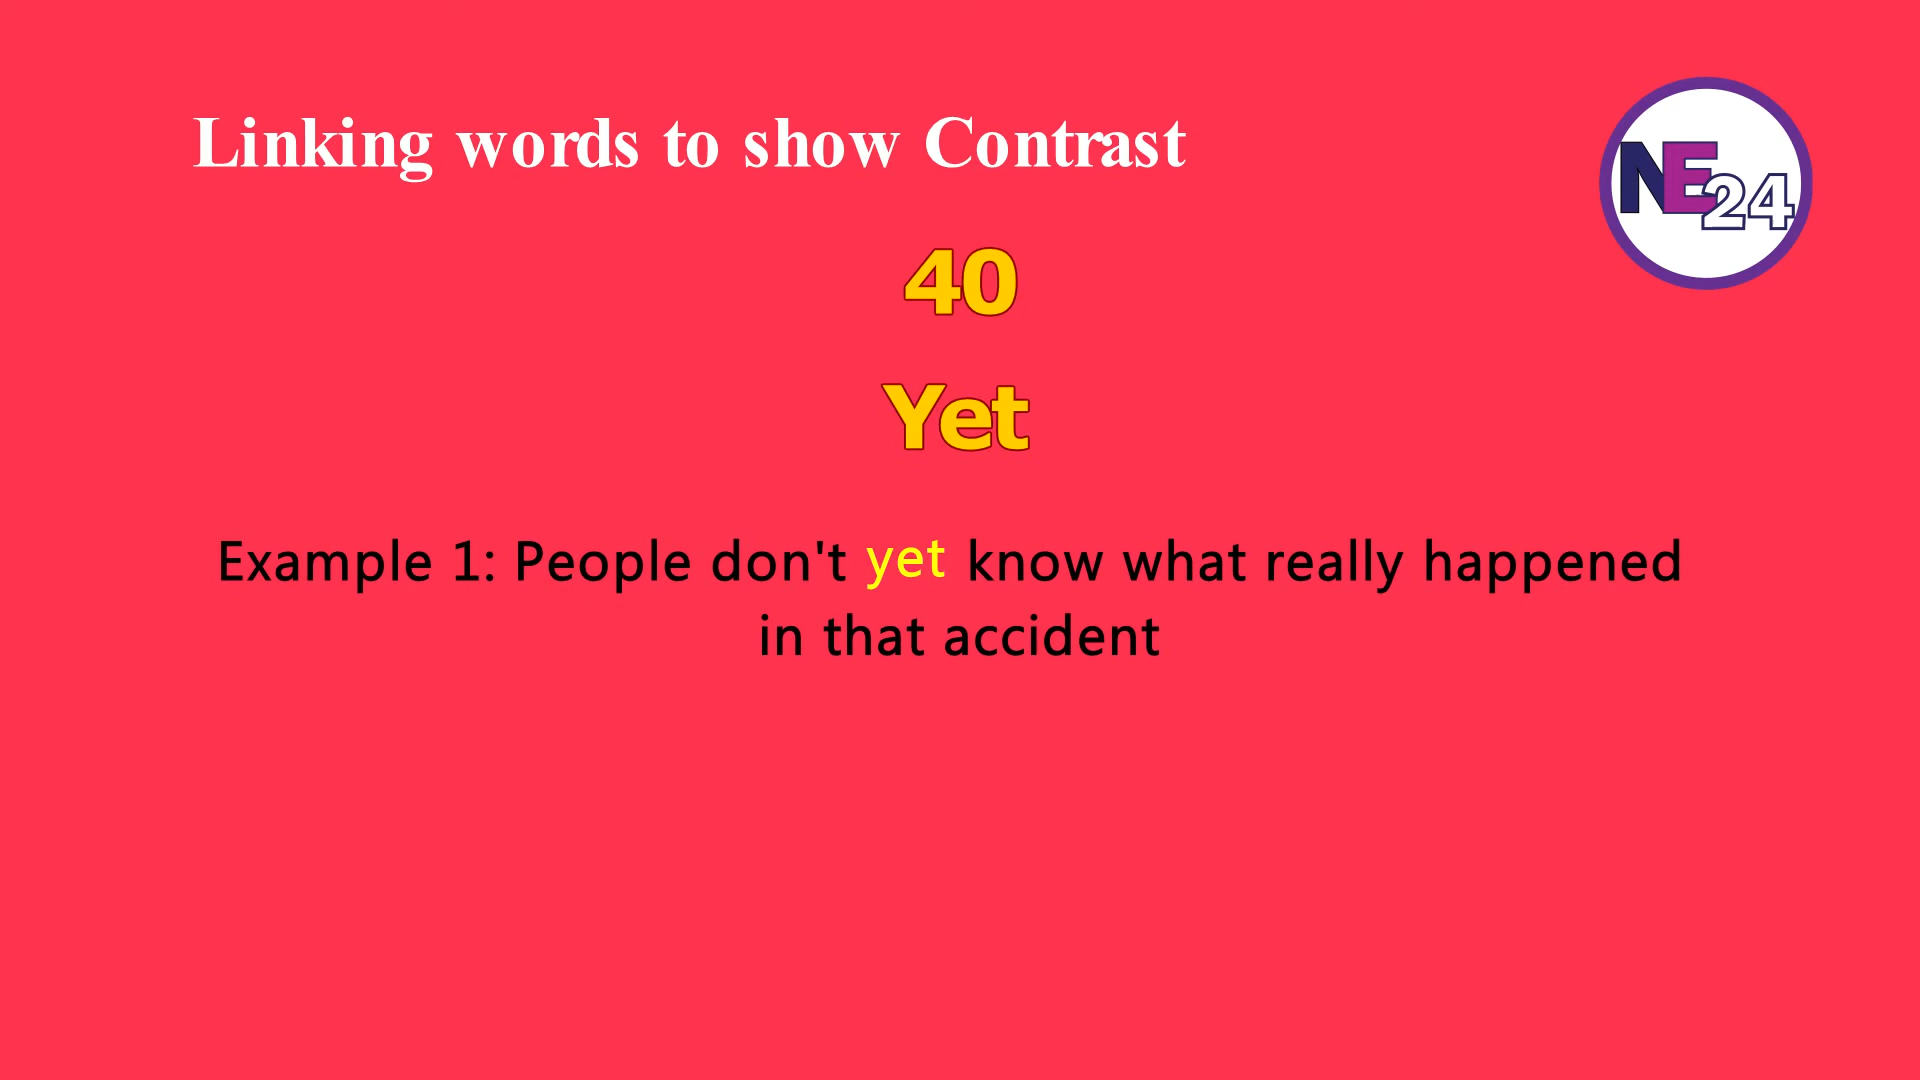 Linking words to show Contrast
NE24
40
Yet
Example 1: People don't yet know what really happened
in that accident